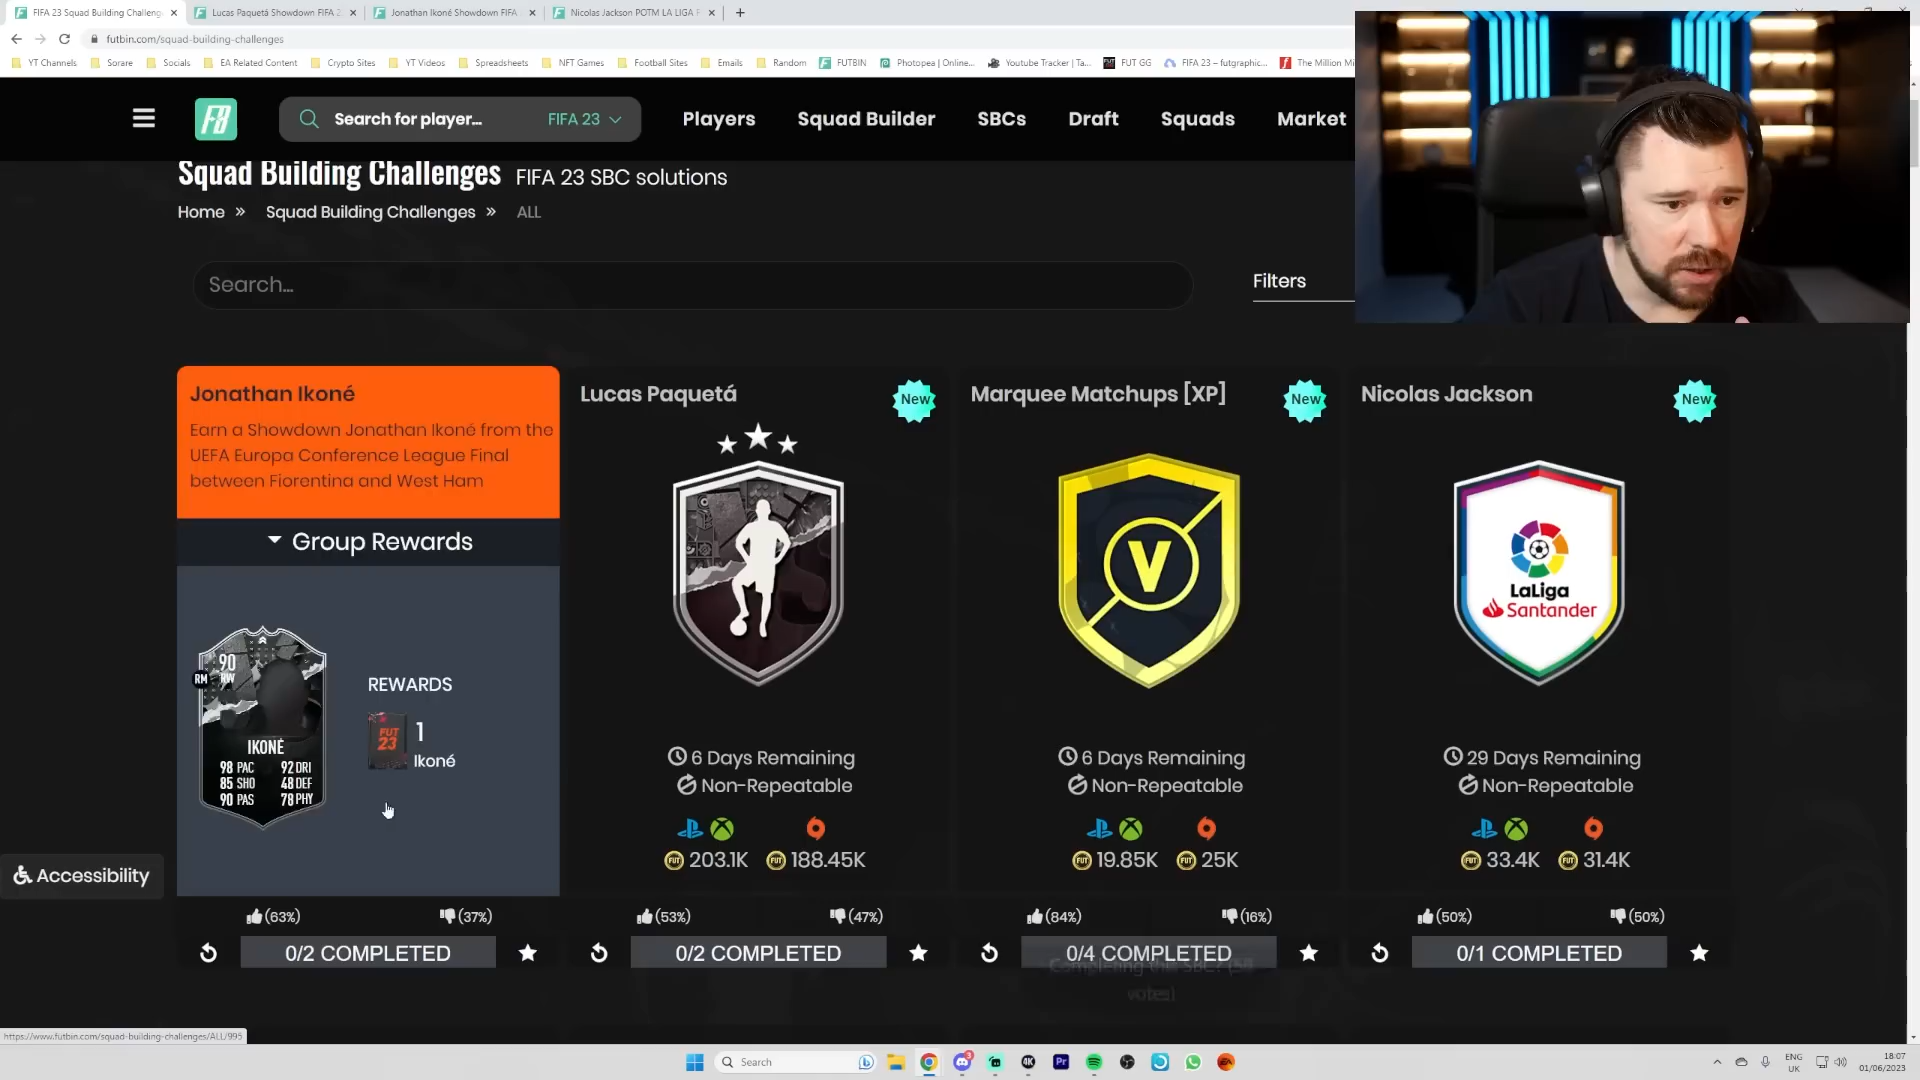 FIFA 23 Squad Building Challeng
Lucas Paquetá Showdown FIFA 2
Jonathan Ikoné Showdown FIFA
Nicolas Jackson POTM LA LIGA F
futbin.com/squad-building-challenges
YT Channels
Sorare
Socials
EA Related Content
Crypto Sites
YT Videos
Spreadsheets
NFT Games
Football Sites
Emails
Random
FUTBIN
Photopea | Online...
Youtube Tracker | Ta...
FUT GG
FIFA 23 – futgraphic...
The Million Mi
Search for player... FIFA 23
Players
Squad Builder
SBCs
Draft
Squads
Market
Squad Building Challenges FIFA 23 SBC solutions
Home » Squad Building Challenges » ALL
Search...
Filters
Jonathan Ikoné
Earn a Showdown Jonathan Ikoné from the
UEFA Europa Conference League Final
between Fiorentina and West Ham
Group Rewards
90
RW
RM
IKONÉ
98 PAC 92 DRI
85 SHO 48 DEF
90 PAS 78 PHY
REWARDS
FUT
23
1
Ikoné
(63%) (37%)
0/2 COMPLETED
Lucas Paquetá
New
6 Days Remaining
Non-Repeatable
203.1K 188.45K
(53%) (47%)
0/2 COMPLETED
Marquee Matchups [XP]
New
V
6 Days Remaining
Non-Repeatable
19.85K 25K
(84%) (16%)
0/4 COMPLETED
Completing this SBC? (58
votes)
Nicolas Jackson
New
LaLiga
Santander
29 Days Remaining
Non-Repeatable
33.4K 31.4K
(50%) (50%)
0/1 COMPLETED
Accessibility
https://www.futbin.com/squad-building-challenges/ALL/995
Search
ENG
UK
18:07
01/06/2023